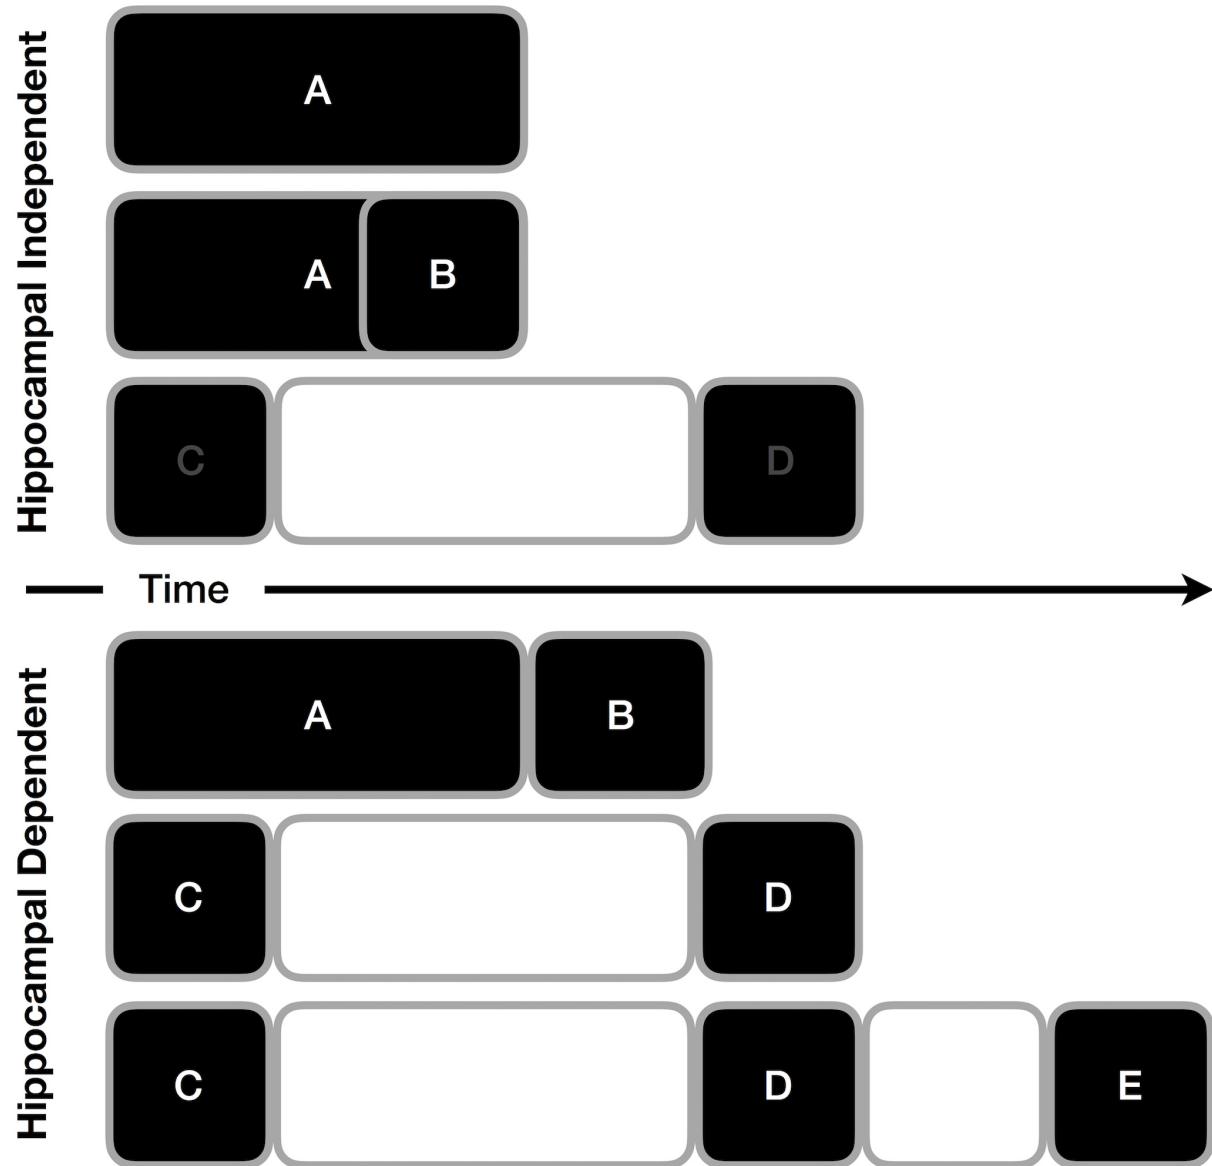 Hippocampal Independent
A
A B
C D
Time
Hippocampal Dependent
A B
C D
C D E